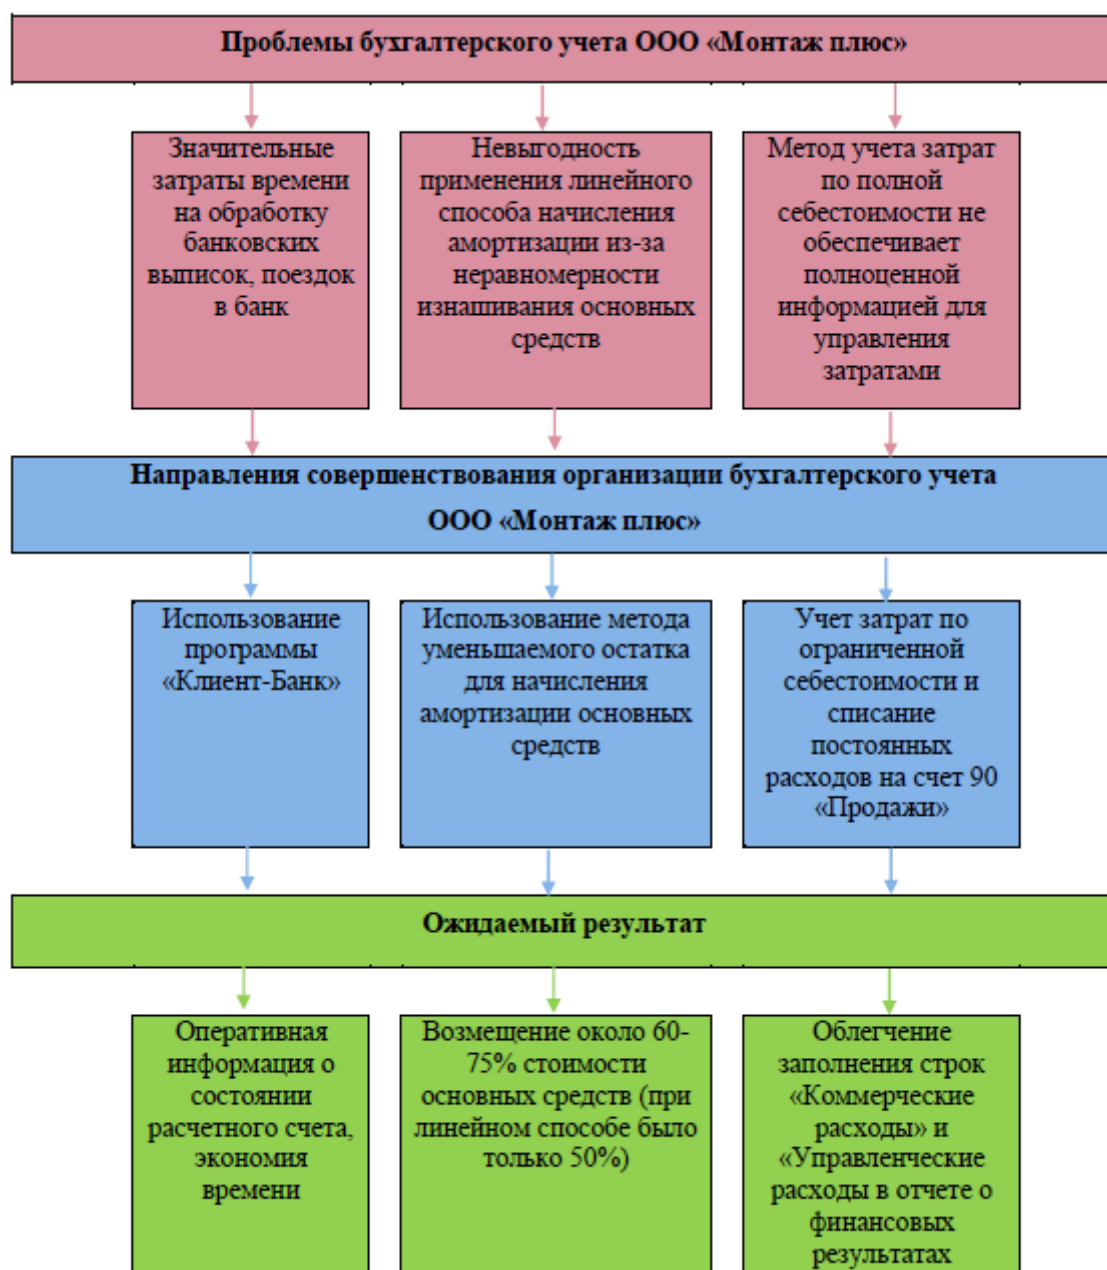 Проблемы бухгалтерского учета ООО «Монтаж плюс»
Значительные
затраты времени
на обработку
банковских
выписок, поездок
в банк
Невыгодность
применения линейного
способа начисления
амортизации из-за
неравномерности
изнашивания основных
средств
Метод учета затрат
по полной
себестоимости не
обеспечивает
полноценной
информацией для
управления
затратами
Направления совершенствования организации бухгалтерского учета
ООО «Монтаж плюс»
Использование
программы
«Клиент-Банк»
Использование метода
уменьшаемого остатка
для начисления
амортизации основных
средств
Учет затрат по
ограниченной
себестоимости и
списание
постоянных
расходов на счет 90
«Продажи»
Ожидаемый результат
Оперативная
информация о
состоянии
расчетного счета,
экономия
времени
Возмещение около 60-
75% стоимости
основных средств (при
линейном способе было
только 50%)
Облегчение
заполнения строк
«Коммерческие
расходы» и
«Управленческие
расходы в отчете о
финансовых
результатах